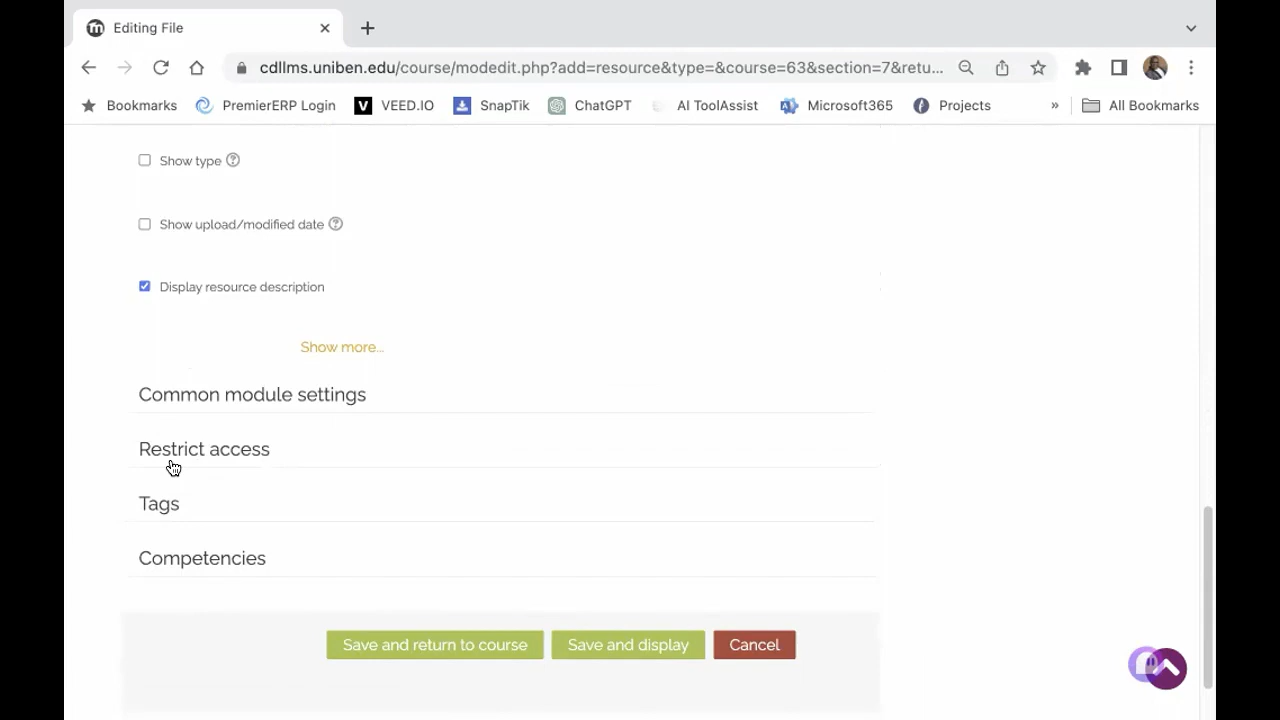 Editing File
cdllms.uniben.edu/course/modedit.php?add=resource&type=&course=63&section=7&retu...
Bookmarks PremierERP Login VEED.IO SnapTik ChatGPT AI ToolAssist Microsoft365 Projects » All Bookmarks
Show type
Show upload/modified date
Display resource description
Show more...
Common module settings
Restrict access
Tags
Competencies
Save and return to course Save and display Cancel